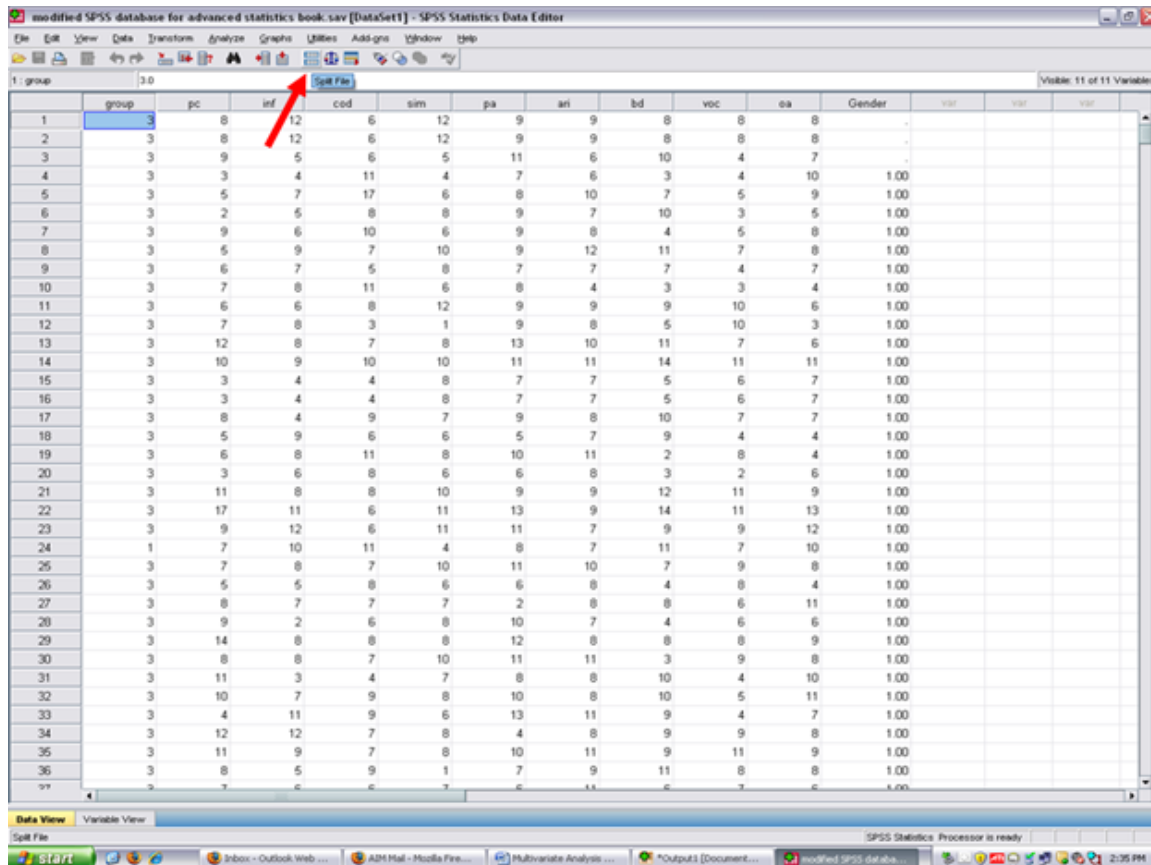 modified SPSS database for advanced statistics book.sav [DataSet1] - SPSS Statistics Data Editor
File Edit View Data Transform Analyze Graphs Utilities Add-ons Window Help
1 : group 3.0 Split File Visible: 11 of 11 Variable
group pc inf cod sim pa ari bd voc oa Gender var var var
1 3 8 12 6 12 9 9 8 8 8 .
2 3 8 12 6 12 9 9 8 8 8 .
3 3 9 5 6 5 11 6 10 4 7 .
4 3 3 4 11 4 7 6 3 4 10 1.00
5 3 5 7 17 6 8 10 7 5 9 1.00
6 3 2 5 8 8 9 7 10 3 5 1.00
7 3 9 6 10 6 9 8 4 5 8 1.00
8 3 5 9 7 10 9 12 11 7 8 1.00
9 3 6 7 5 8 7 7 7 4 7 1.00
10 3 7 8 11 6 8 4 3 3 4 1.00
11 3 6 6 8 12 9 9 9 10 6 1.00
12 3 7 8 3 1 9 8 5 10 3 1.00
13 3 12 8 7 8 13 10 11 7 6 1.00
14 3 10 9 10 10 11 11 14 11 11 1.00
15 3 3 4 4 8 7 7 5 6 7 1.00
16 3 3 4 4 8 7 7 5 6 7 1.00
17 3 8 4 9 7 9 8 10 7 7 1.00
18 3 5 9 6 6 5 7 9 4 4 1.00
19 3 6 8 11 8 10 11 2 8 4 1.00
20 3 3 6 8 6 6 8 3 2 6 1.00
21 3 11 8 8 10 9 9 12 11 9 1.00
22 3 17 11 6 11 13 9 14 11 13 1.00
23 3 9 12 6 11 11 7 9 9 12 1.00
24 1 7 10 11 4 8 7 11 7 10 1.00
25 3 7 8 7 10 11 10 7 9 8 1.00
26 3 5 5 8 6 6 8 4 8 4 1.00
27 3 8 7 7 7 2 8 8 6 11 1.00
28 3 9 2 6 8 10 7 4 6 6 1.00
29 3 14 8 8 8 12 8 8 8 9 1.00
30 3 8 8 7 10 11 11 3 9 8 1.00
31 3 11 3 4 7 8 8 10 4 10 1.00
32 3 10 7 9 8 10 8 10 5 11 1.00
33 3 4 11 9 6 13 11 9 4 7 1.00
34 3 12 12 7 8 4 8 9 9 8 1.00
35 3 11 9 7 8 10 11 9 11 9 1.00
36 3 8 5 9 1 7 9 11 8 8 1.00
Data View Variable View
Split File SPSS Statistics Processor is ready
start Inbox - Outlook Web ... AIM Mail - Mozilla Fire... Multivariate Analysis ... *Output1 [Document... modified SPSS databa... 2:35 PM